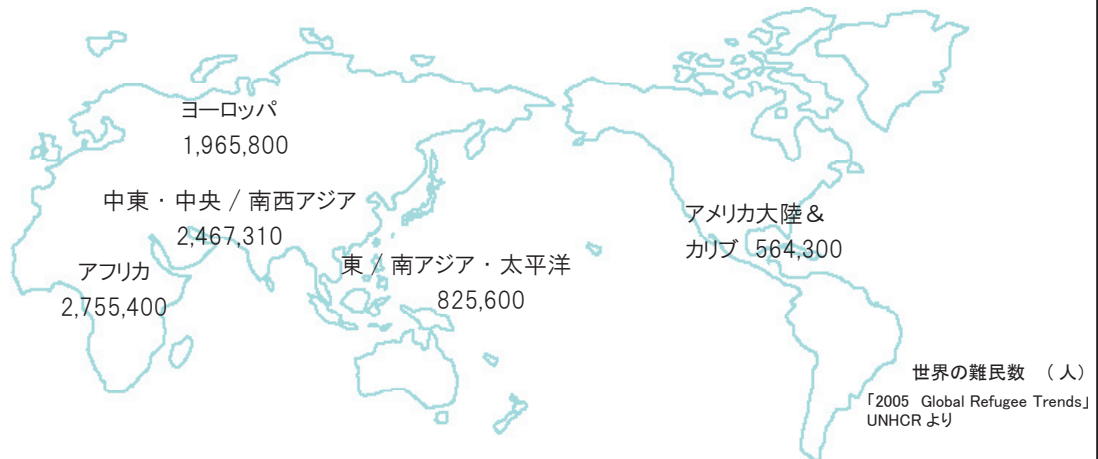 ヨーロッパ
1,965,800
中東・中央 / 南西アジア
2,467,310
アフリカ
2,755,400
東 / 南アジア・太平洋
825,600
アメリカ大陸&
カリブ 564,300
世界の難民数 (人)
「2005 Global Refugee Trends」
UNHCR より